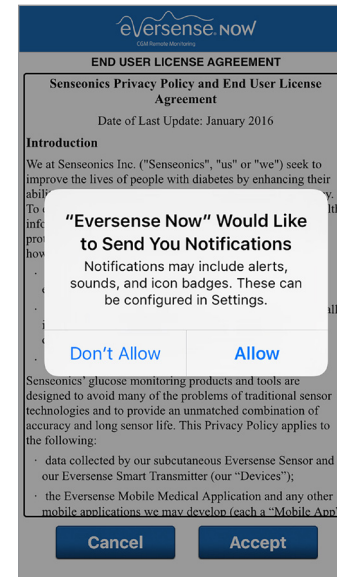 eversense. NOW
CGM Remote Monitoring
END USER LICENSE AGREEMENT
Senseonics Privacy Policy and End User License
Agreement
Date of Last Update: January 2016
Introduction
We at Senseonics Inc. ("Senseonics", "us" or "we") seek to
improve the lives of people with diabetes by enhancing their
“Eversense Now” Would Like
to Send You Notifications
Notifications may include alerts,
sounds, and icon badges. These can
be configured in Settings.
Don’t Allow
Allow
Senseonics’ glucose monitoring products and tools are
designed to avoid many of the problems of traditional sensor
technologies and to provide an unmatched combination of
accuracy and long sensor life. This Privacy Policy applies to
the following:
· data collected by our subcutaneous Eversense Sensor and
our Eversense Smart Transmitter (our “Devices”);
· the Eversense Mobile Medical Application and any other
mobile applications we may develop (each a “Mobile App
Cancel
Accept